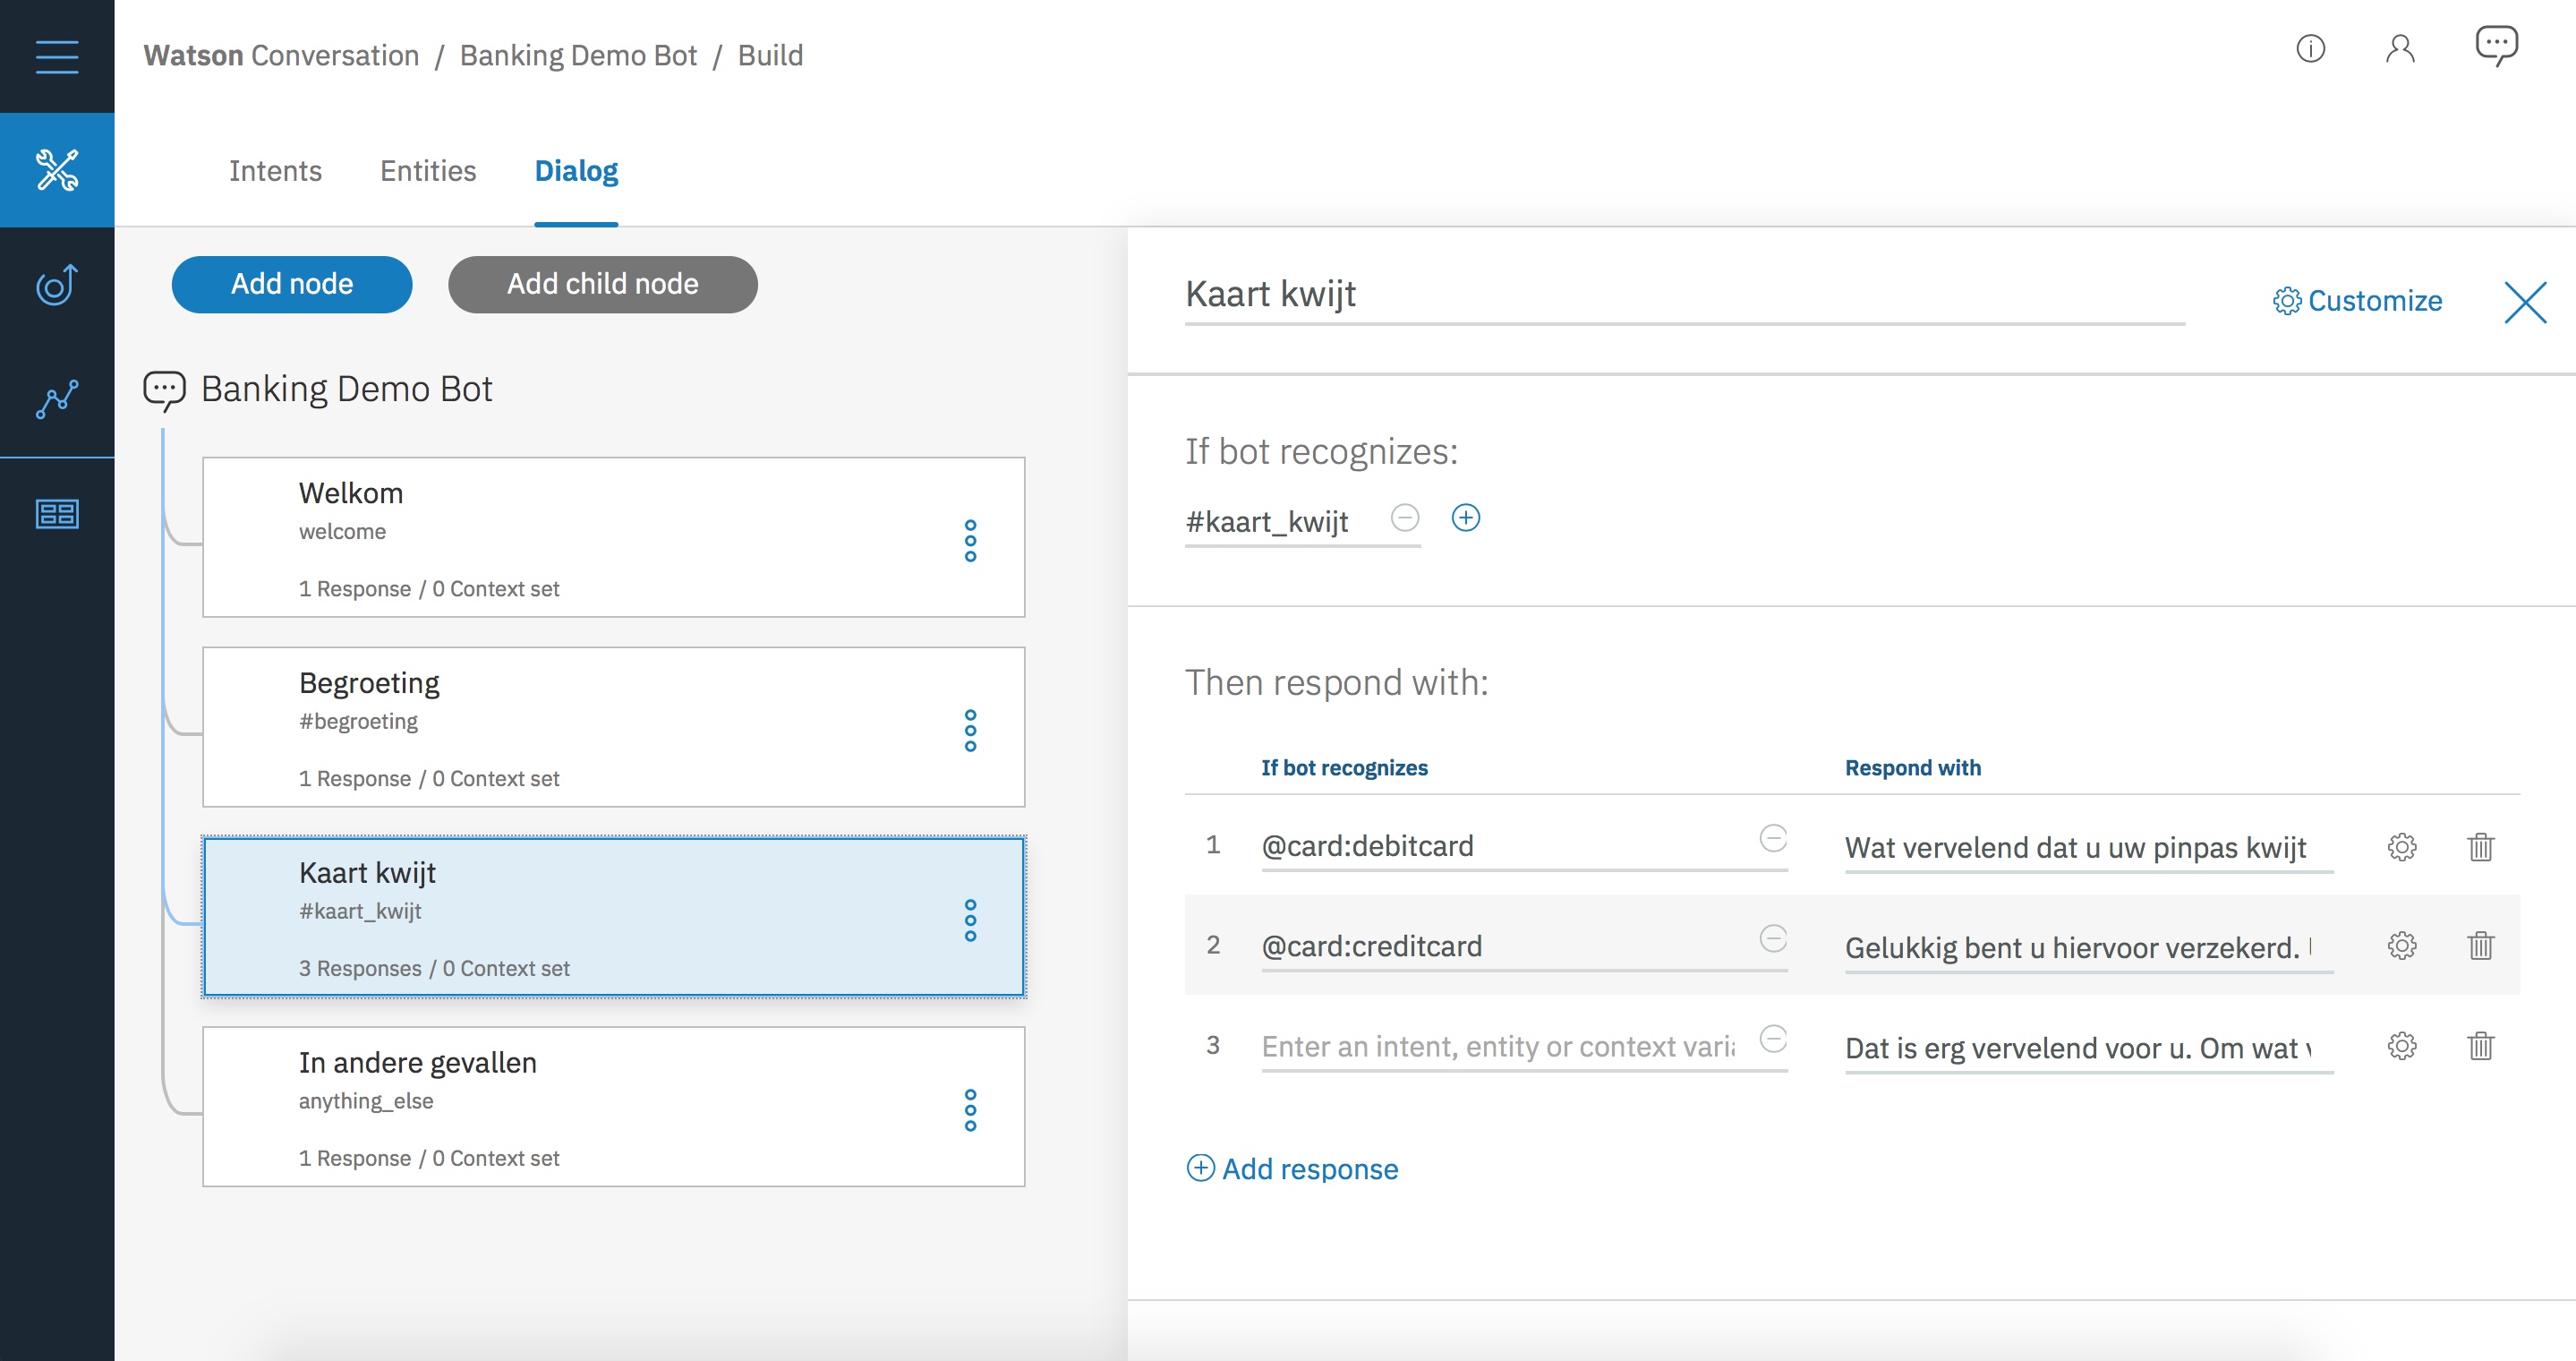 Watson Conversation / Banking Demo Bot / Build
Intents Entities Dialog
Add node Add child node
Banking Demo Bot
Welkom
welcome
1 Response / 0 Context set
Begroeting
#begroeting
1 Response / 0 Context set
Kaart kwijt
#kaart_kwijt
3 Responses / 0 Context set
In andere gevallen
anything_else
1 Response / 0 Context set
Kaart kwijt
Customize
If bot recognizes:
#kaart_kwijt
Then respond with:
If bot recognizes Respond with
1 @card:debitcard Wat vervelend dat u uw pinpas kwijt
2 @card:creditcard Gelukkig bent u hiervoor verzekerd.
3 Enter an intent, entity or context Dat is erg vervelend voor u. Om wat
Add response